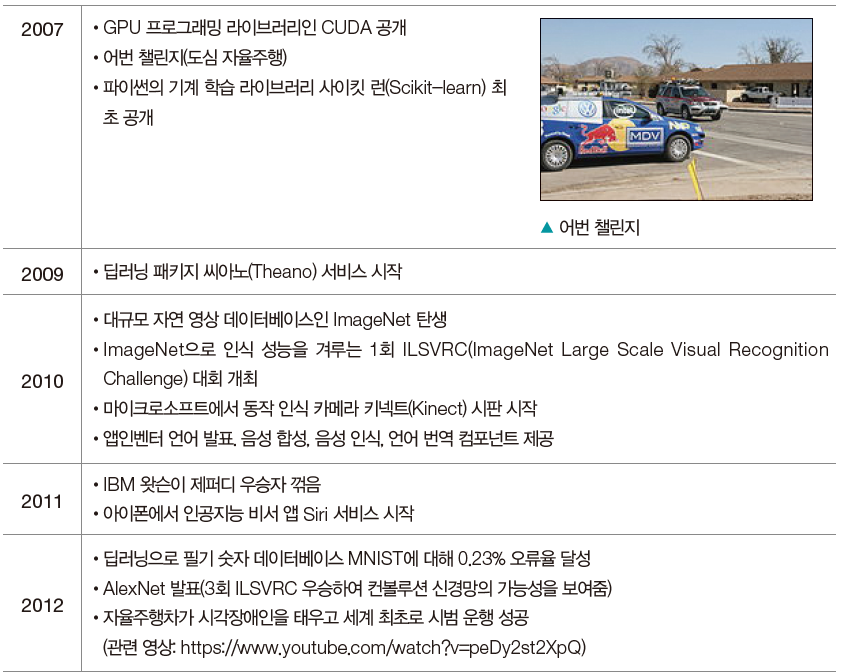 2007
• GPU 프로그래밍 라이브러리인 CUDA 공개
• 어번 챌린지(도심 자율주행)
• 파이썬의 기계 학습 라이브러리 사이킷 런(Scikit-learn) 최
초 공개
Google
intel
RedBull
MDV
NXP
▲ 어번 챌린지
2009
• 딥러닝 패키지 씨아노(Theano) 서비스 시작
2010
• 대규모 자연 영상 데이터베이스인 ImageNet 탄생
• ImageNet으로 인식 성능을 겨루는 1회 ILSVRC(ImageNet Large Scale Visual Recognition
Challenge) 대회 개최
• 마이크로소프트에서 동작 인식 카메라 키넥트(Kinect) 시판 시작
• 앱인벤터 언어 발표. 음성 합성, 음성 인식, 언어 번역 컴포넌트 제공
2011
• IBM 왓슨이 제퍼디 우승자 꺾음
• 아이폰에서 인공지능 비서 앱 Siri 서비스 시작
2012
• 딥러닝으로 필기 숫자 데이터베이스 MNIST에 대해 0.23% 오류율 달성
• AlexNet 발표(3회 ILSVRC 우승하여 컨볼루션 신경망의 가능성을 보여줌)
• 자율주행차가 시각장애인을 태우고 세계 최초로 시범 운행 성공
(관련 영상: https://www.youtube.com/watch?v=peDy2st2XpQ)